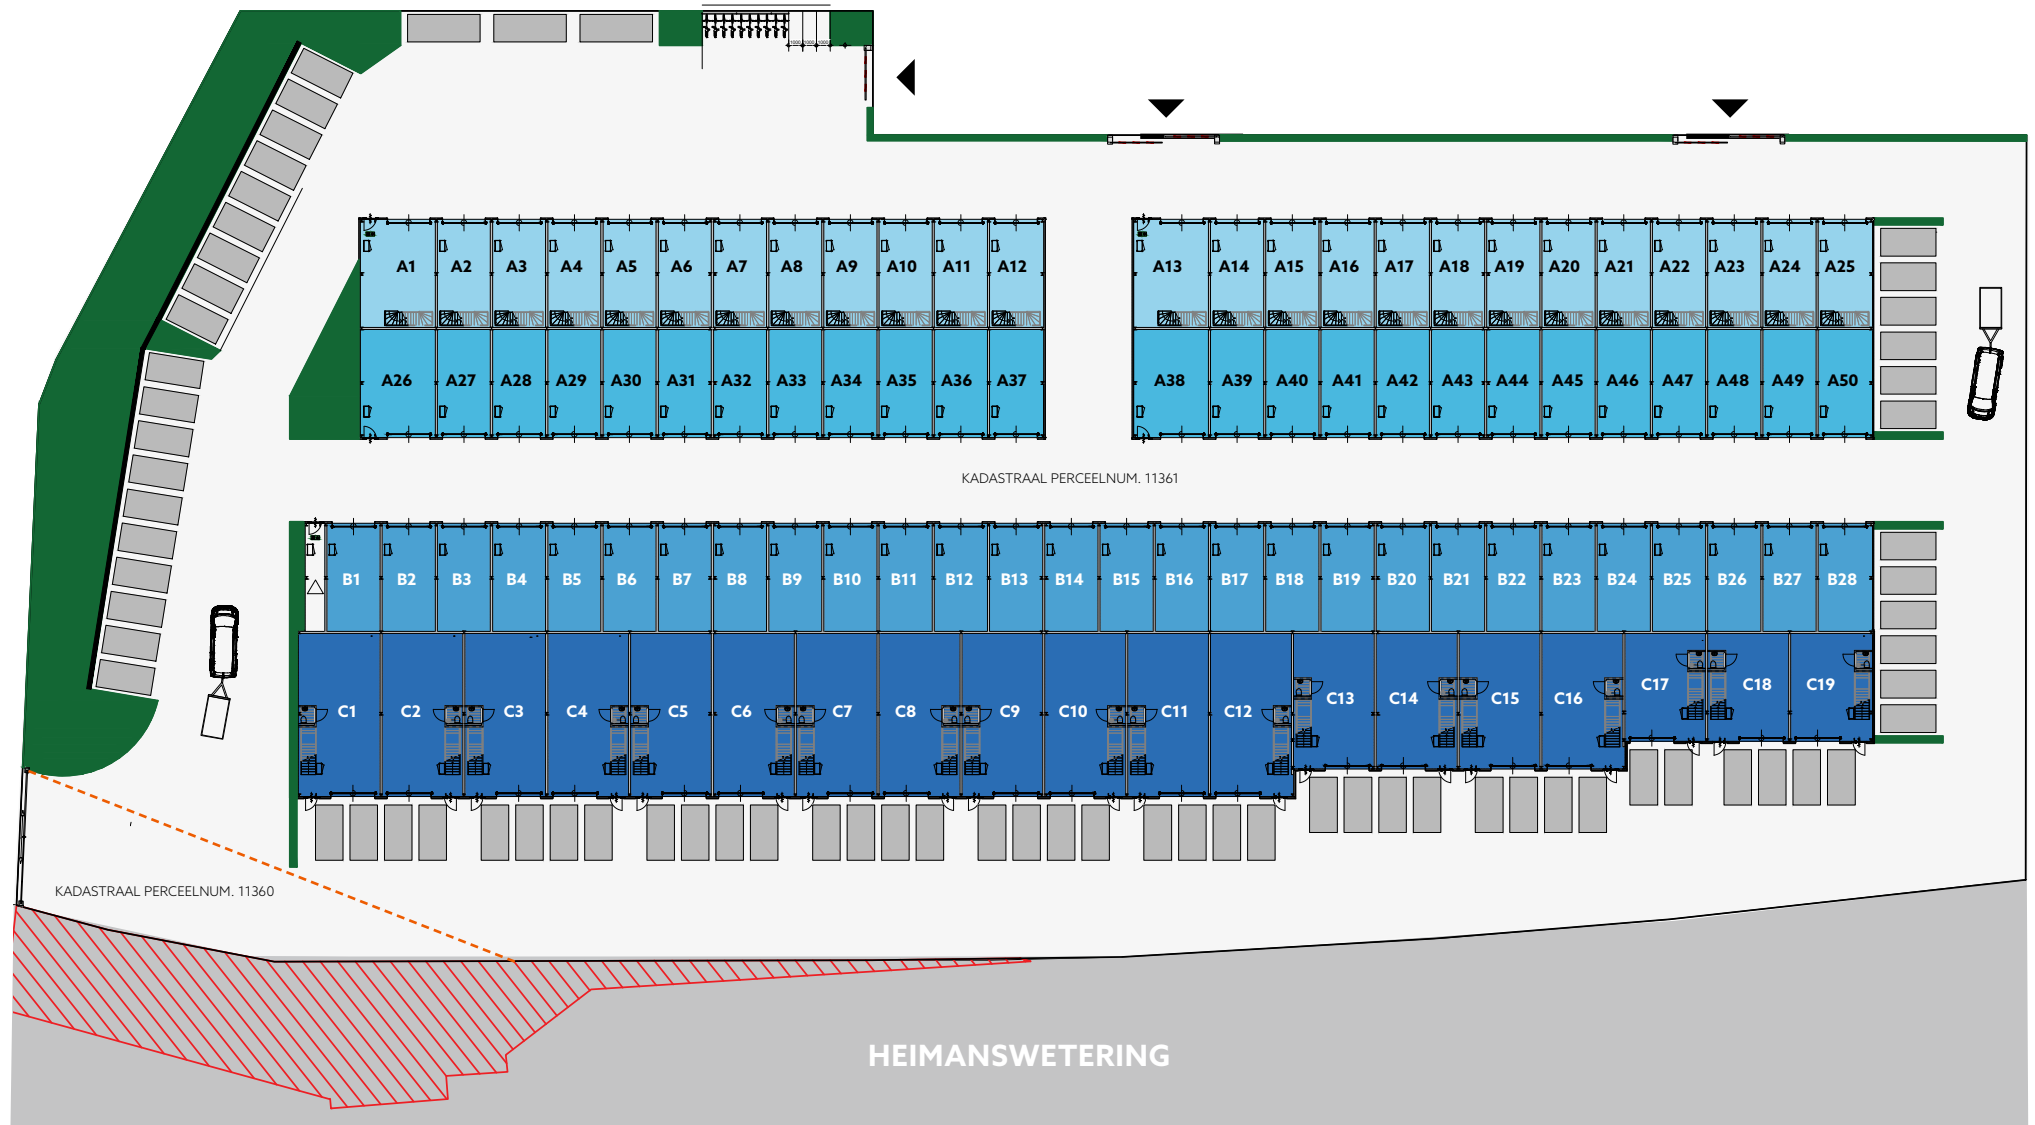 1000 1000 1000
A1 A2 A3 A4 A5 A6 A7 A8 A9 A10 A11 A12 A13 A14 A15 A16 A17 A18 A19 A20 A21 A22 A23 A24 A25
A26 A27 A28 A29 A30 A31 A32 A33 A34 A35 A36 A37 A38 A39 A40 A41 A42 A43 A44 A45 A46 A47 A48 A49 A50
KADASTRAAL PERCEELNUM. 11361
B1 B2 B3 B4 B5 B6 B7 B8 B9 B10 B11 B12 B13 B14 B15 B16 B17 B18 B19 B20 B21 B22 B23 B24 B25 B26 B27 B28
C1 C2 C3 C4 C5 C6 C7 C8 C9 C10 C11 C12 C13 C14 C15 C16 C17 C18 C19
KADASTRAAL PERCEELNUM. 11360
HEIMANSWETERING